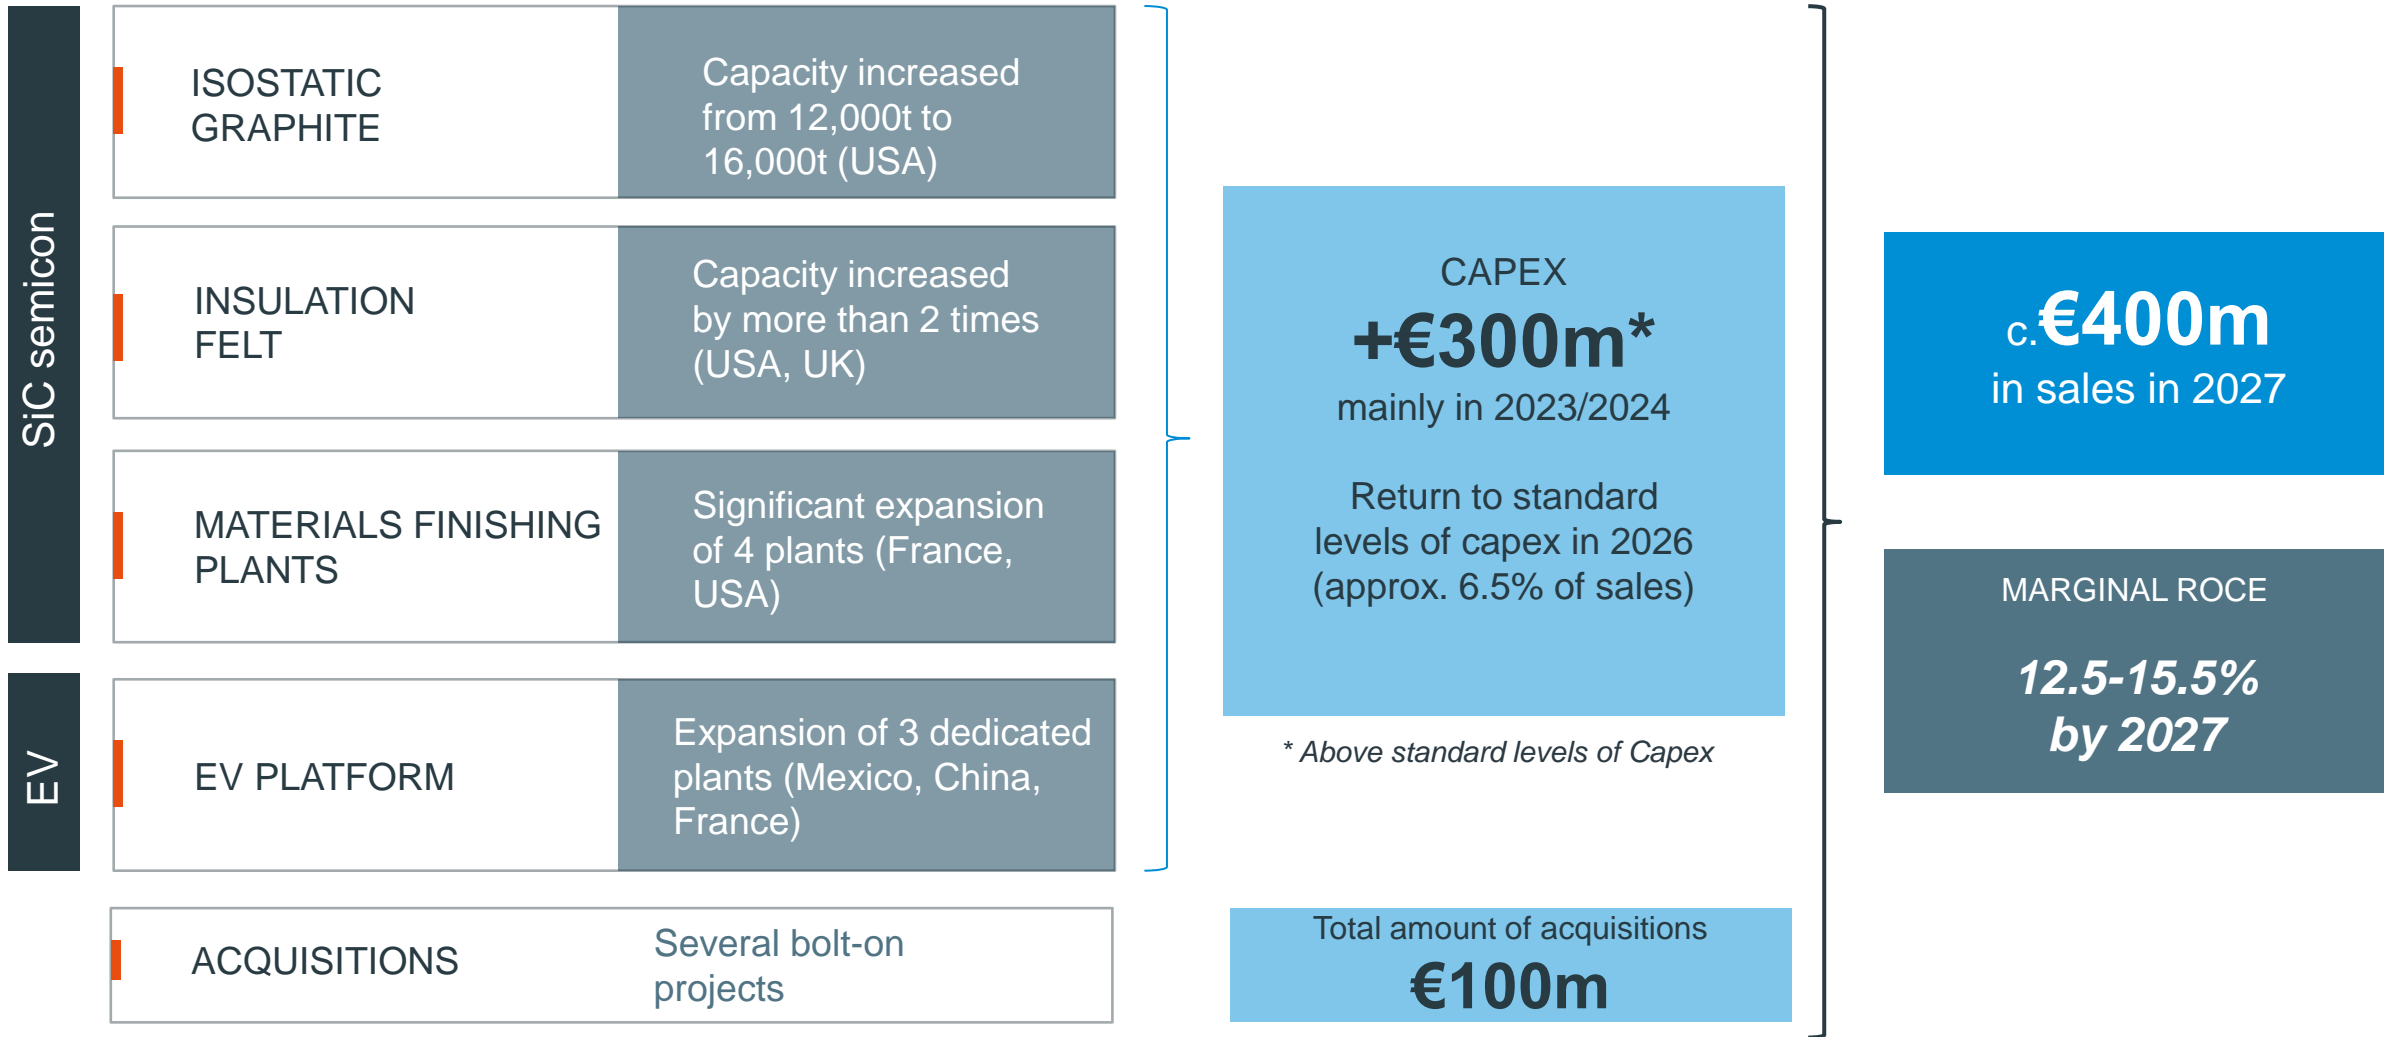 SiC semicon
ISOSTATIC
GRAPHITE
Capacity increased
from 12,000t to
16,000t (USA)
INSULATION
FELT
Capacity increased
by more than 2 times
(USA, UK)
MATERIALS FINISHING
PLANTS
Significant expansion
of 4 plants (France,
USA)
EV
EV PLATFORM
Expansion of 3 dedicated
plants (Mexico, China,
France)
ACQUISITIONS
Several bolt-on
projects
CAPEX
+€300m*
mainly in 2023/2024
Return to standard
levels of capex in 2026
(approx. 6.5% of sales)
* Above standard levels of Capex
Total amount of acquisitions
€100m
c.€400m
in sales in 2027
MARGINAL ROCE
12.5-15.5%
by 2027